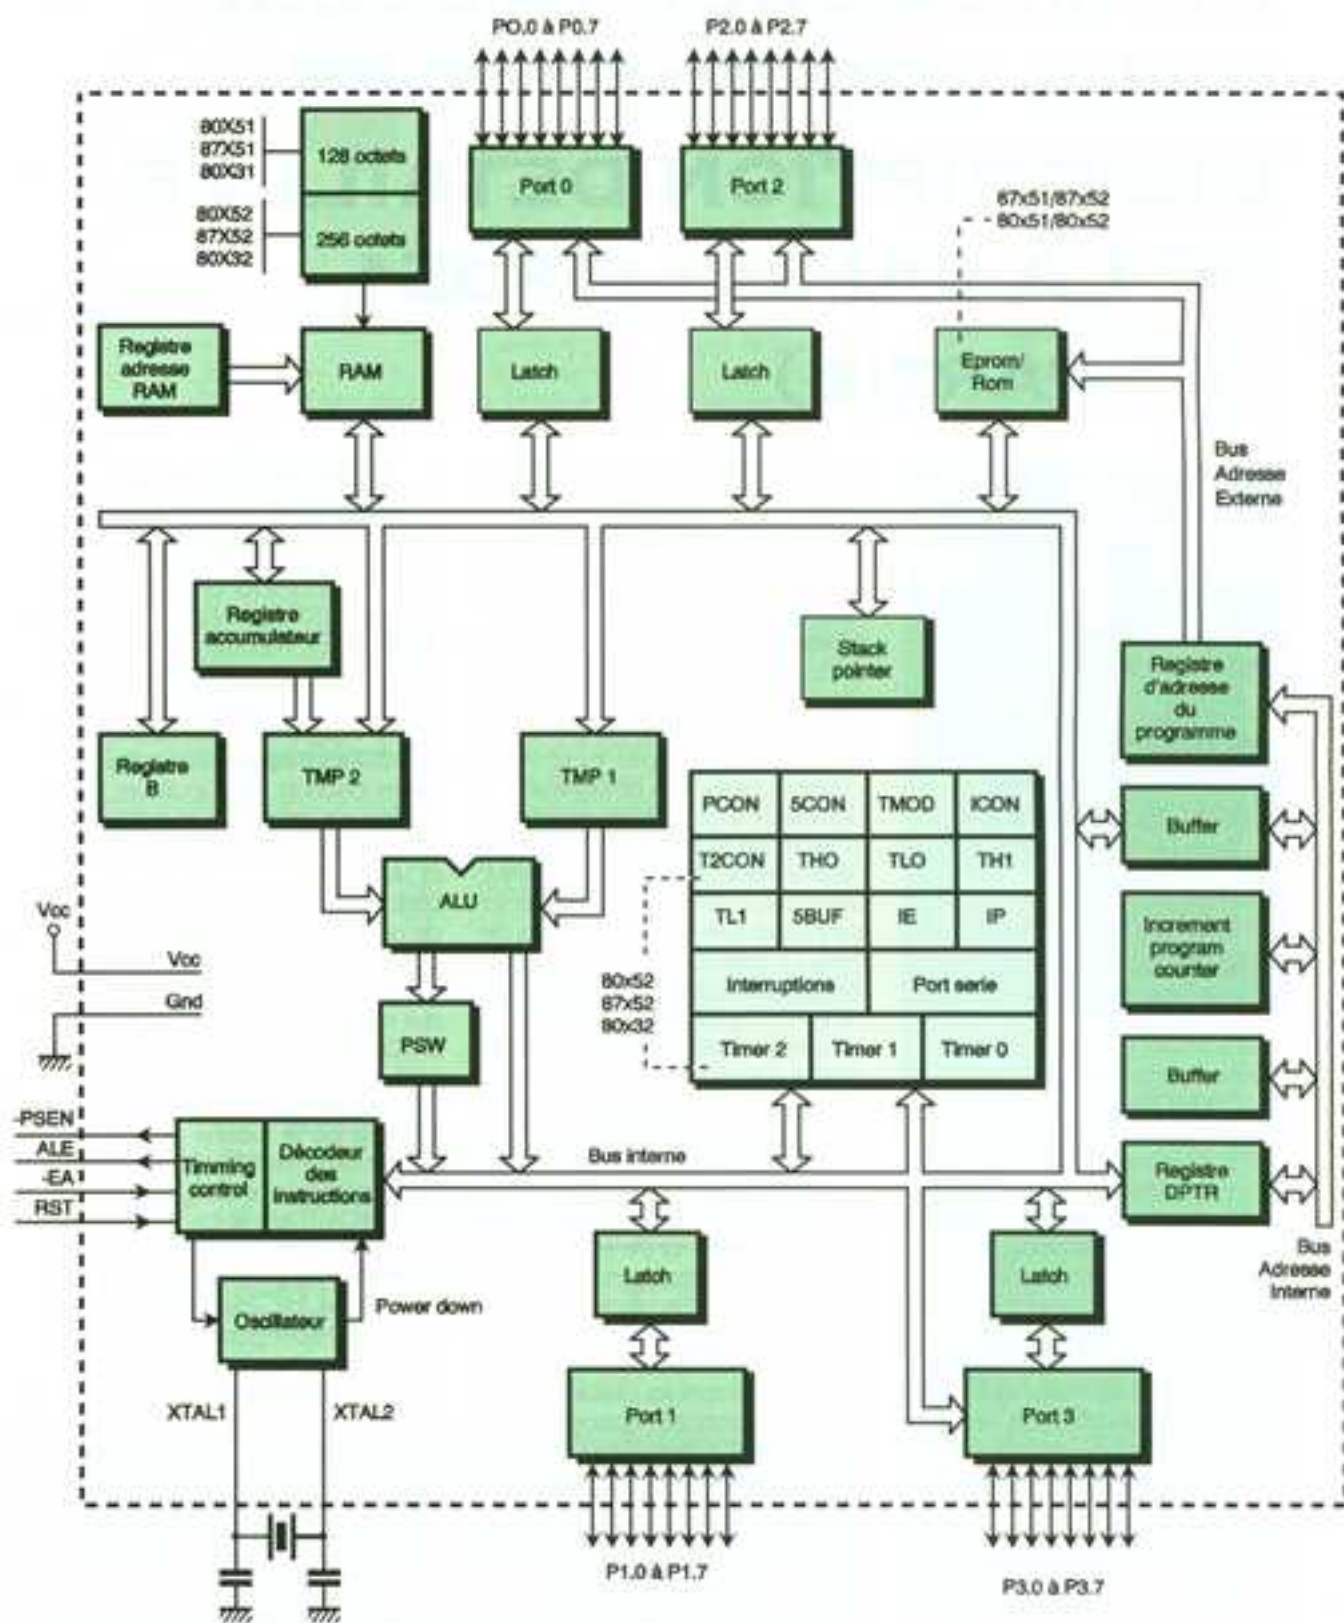 PO.0 à P0.7
P2.0 à P2.7
80X51
87X51
80X31
128 octets
80X52
87X52
80X32
256 octets
Port 0
Port 2
87x51/87x52
80x51/80x52
Registre
adresse
RAM
RAM
Latch
Latch
Eprom/
Rom
Bus
Adresse
Externe
Registre
accumulateur
Stack
pointer
Registre
d'adresse
du
programme
Registre
B
TMP 2
TMP 1
PCON
5CON
TMOD
ICON
Buffer
T2CON
THO
TLO
TH1
ALU
TL1
5BUF
IE
IP
Increment
program
counter
Vcc
Vcc
Gnd
80x52
87x52
80x32
Interruptions
Port serie
PSW
Timer 2
Timer 1
Timer 0
Buffer
-PSEN
ALE
-EA
RST
Timming
control
Décodeur
des
instructions
Bus interne
Registre
DPTR
Bus
Adresse
Interne
Latch
Latch
Oscillateur
Power down
XTAL1
XTAL2
Port 1
Port 3
P1.0 à P1.7
P3.0 à P3.7